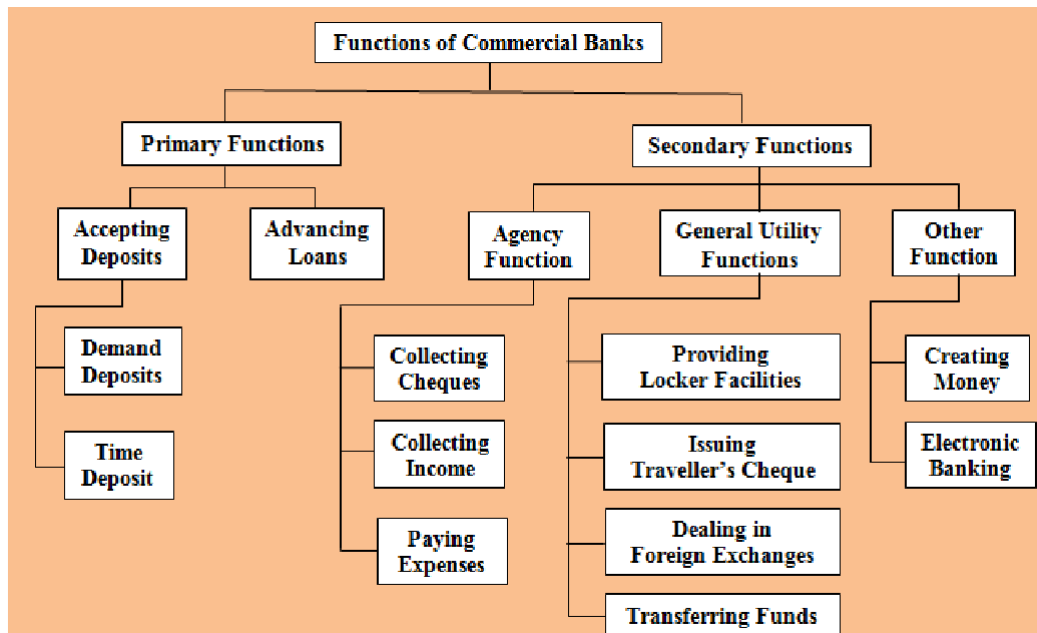 Functions of Commercial Banks
Primary Functions
Secondary Functions
Accepting
Deposits
Advancing
Loans
Agency
Function
General Utility
Functions
Other
Function
Demand
Deposits
Time
Deposit
Collecting
Cheques
Collecting
Income
Paying
Expenses
Providing
Locker Facilities
Issuing
Traveller's Cheque
Dealing in
Foreign Exchanges
Transferring Funds
Creating
Money
Electronic
Banking